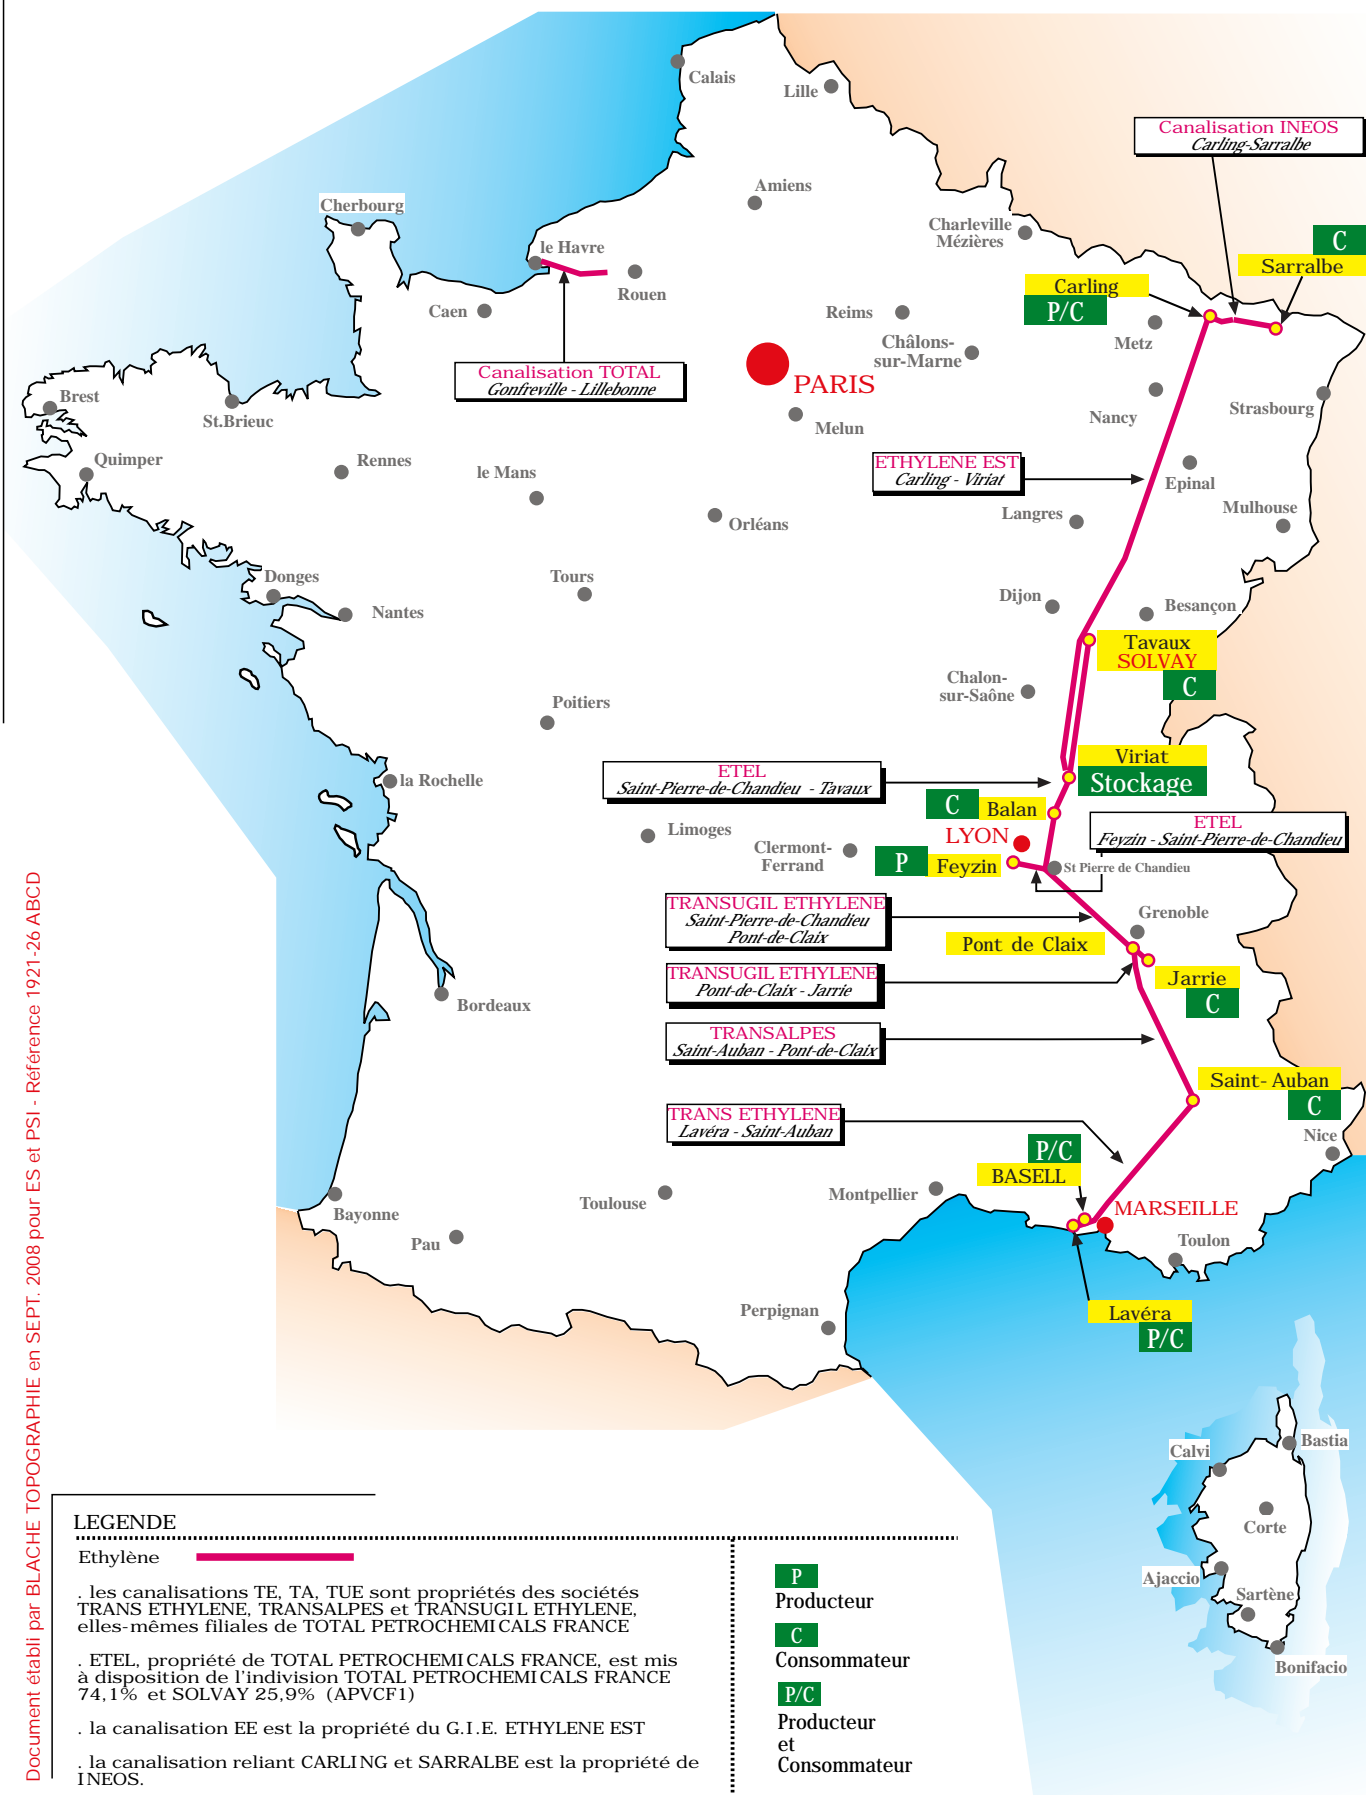 Calais
Lille
Canalisation INEOS
Carling-Sarralbe
Amiens
Cherbourg
Charleville
Mézières
C
Sarralbe
le Havre
Rouen
Carling
P/C
Caen
Reims
Châlons-
sur-Marne
Metz
Canalisation TOTAL
Gonfreville - Lillebonne
PARIS
Brest
St.Brieuc
Melun
Nancy
Strasbourg
Quimper
Rennes
le Mans
ETHYLENE EST
Carling - Viriat
Epinal
Orléans
Langres
Mulhouse
Donges
Nantes
Tours
Dijon
Besançon
Tavaux
SOLVAY
C
Chalon-
sur-Saône
Poitiers
Viriat
Stockage
ETEL
Saint-Pierre-de-Chandieu - Tavaux
la Rochelle
C
Balan
ETEL
Feyzin - Saint-Pierre-de-Chandieu
Limoges
Clermont-
Ferrand
LYON
P
Feyzin
St Pierre de Chandieu
TRANSUGIL ETHYLENE
Saint-Pierre-de-Chandieu
Pont-de-Claix
Grenoble
Pont de Claix
TRANSUGIL ETHYLENE
Pont-de-Claix - Jarrie
Jarrie
C
Bordeaux
TRANSALPES
Saint-Auban - Pont-de-Claix
Saint-Auban
C
TRANS ETHYLENE
Lavéra - Saint-Auban
Nice
P/C
BASELL
Bayonne
Pau
Toulouse
Montpellier
MARSEILLE
Toulon
Perpignan
Lavéra
P/C
Calvi
Bastia
Corte
Ajaccio
Sartène
Bonifacio
Document établi par BLACHE TOPOGRAPHIE en SEPT. 2008 pour ES et PSI - Référence 1921-26 ABCD
LEGENDE
Ethylène
. les canalisations TE, TA, TUE sont propriétés des sociétés
TRANS ETHYLENE, TRANSALPES et TRANSUGIL ETHYLENE,
elles-mêmes filiales de TOTAL PETROCHEMICALS FRANCE
. ETEL, propriété de TOTAL PETROCHEMICALS FRANCE, est mis
à disposition de l'indivision TOTAL PETROCHEMICALS FRANCE
74,1% et SOLVAY 25,9% (APVCF1)
. la canalisation EE est la propriété du G.I.E. ETHYLENE EST
. la canalisation reliant CARLING et SARRALBE est la propriété de
INEOS.
P
Producteur
C
Consommateur
P/C
Producteur
et
Consommateur